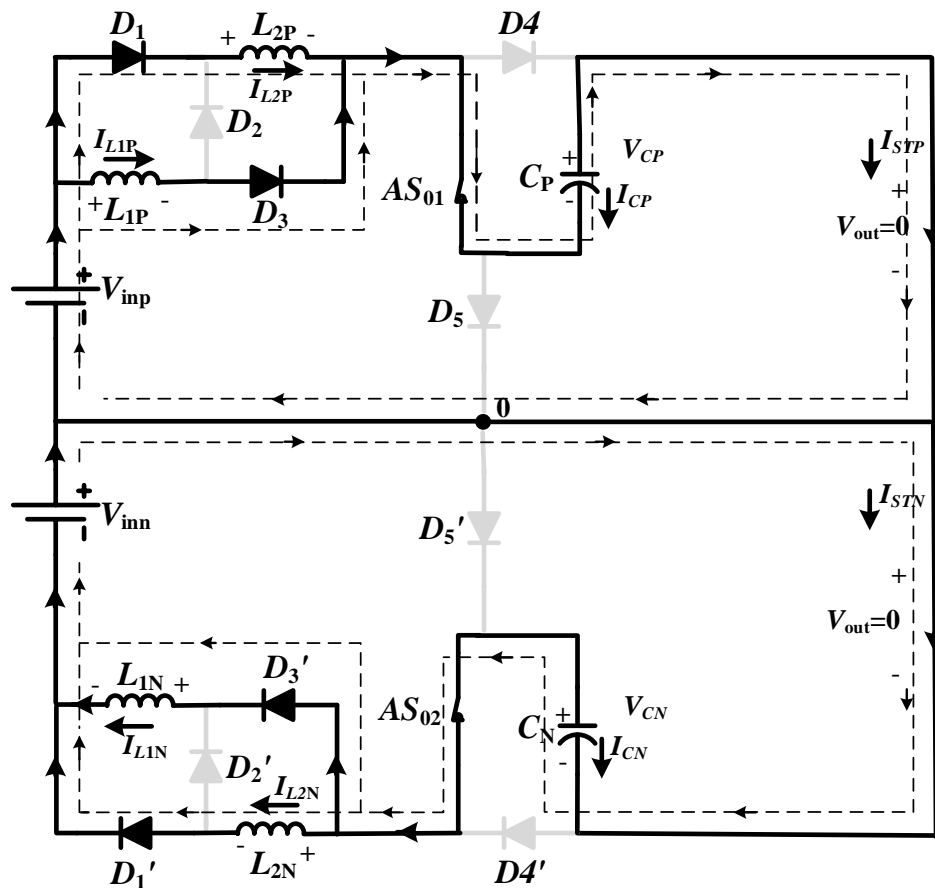 D1
+ L2P -
D4
IL2P
D2
IL1P
+ L1P -
D3
AS01
CP
+
-
VCP
ICP
ISTP
+
Vout=0
-
+
Vinp
-
D5
0
+
Vinn
-
D5'
ISTN
+
Vout=0
-
- L1N +
D3'
IL1N
AS02
CN
+
-
VCN
ICN
D2'
IL2N
D1'
- L2N +
D4'